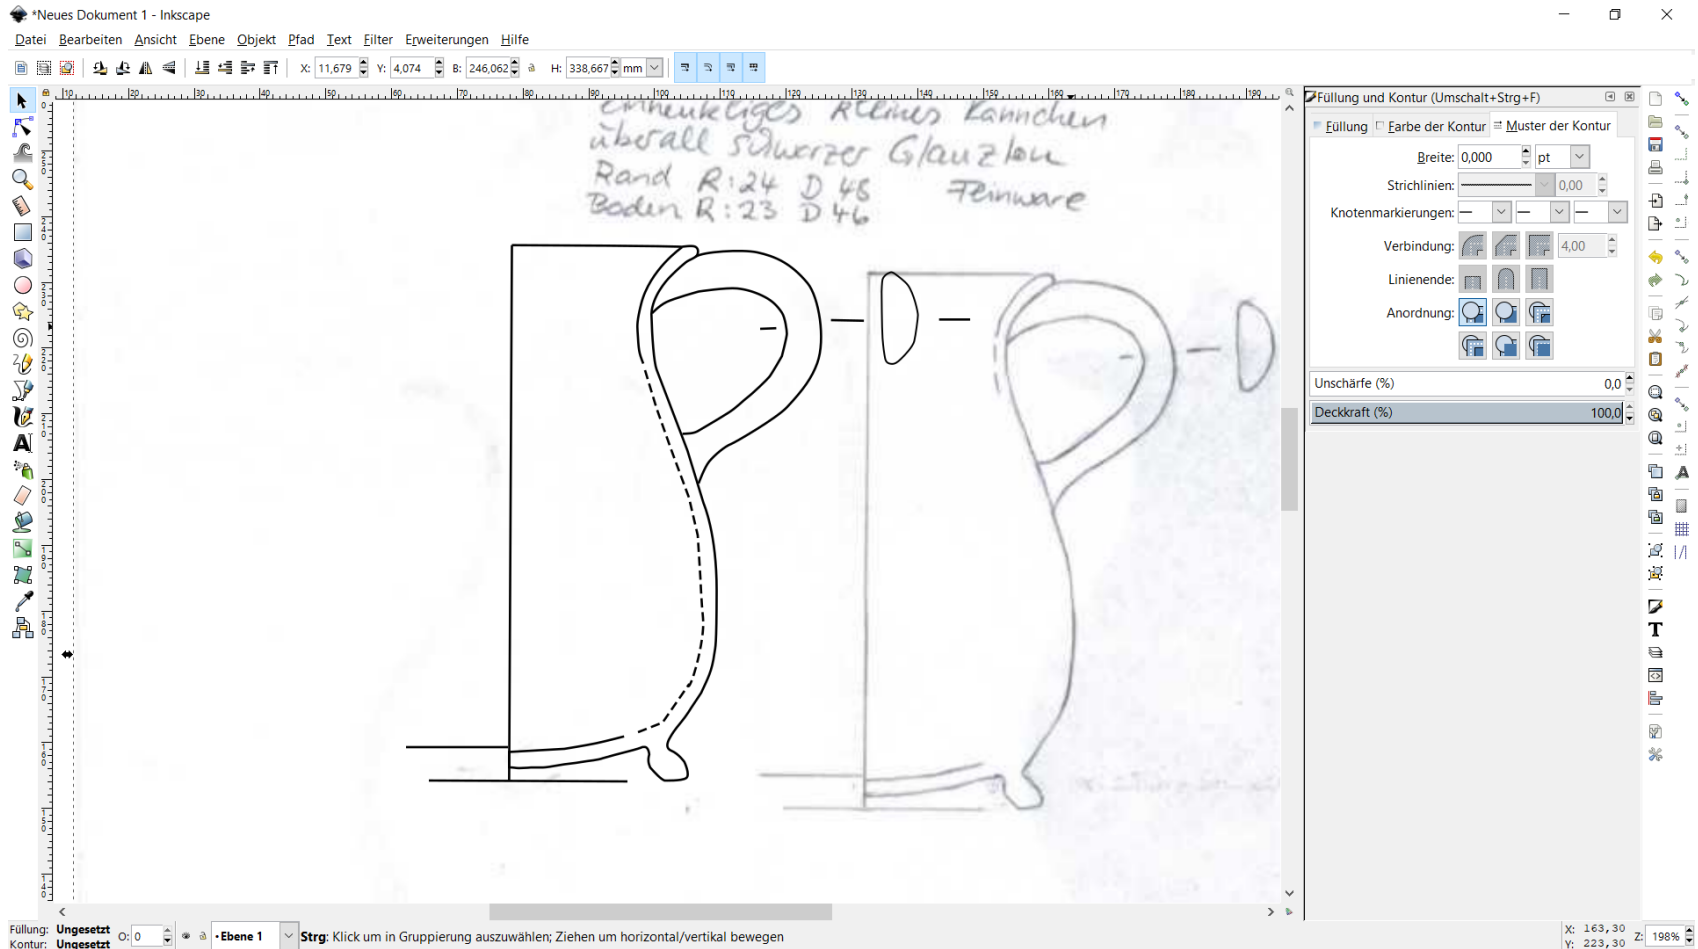 *Neues Dokument 1 - Inkscape
Datei Bearbeiten Ansicht Ebene Objekt Pfad Text Filter Erweiterungen Hilfe
X: 11,679 Y: 4,074 B: 246,062 H: 338,667 mm
Füllung und Kontur (Umschalt+Strg+F)
Füllung Farbe der Kontur Muster der Kontur
Breite: 0,000 pt
Strichlinien: 0,00
Knotenmarkierungen:
Verbindung: 4,00
Linienende:
Anordnung:
Unschärfe (%) 0,0
Deckkraft (%) 100,0
einhenkeliges kleines Kännchen
überall schwarzer Glanzton
Rand R:24 D 48 Feinware
Boden R:23 D 46
Füllung: Ungesetzt
Kontur: Ungesetzt
O: 0
•Ebene 1
Strg: Klick um in Gruppierung auszuwählen; Ziehen um horizontal/vertikal bewegen
X: 163,30
Y: 223,30
Z: 198%